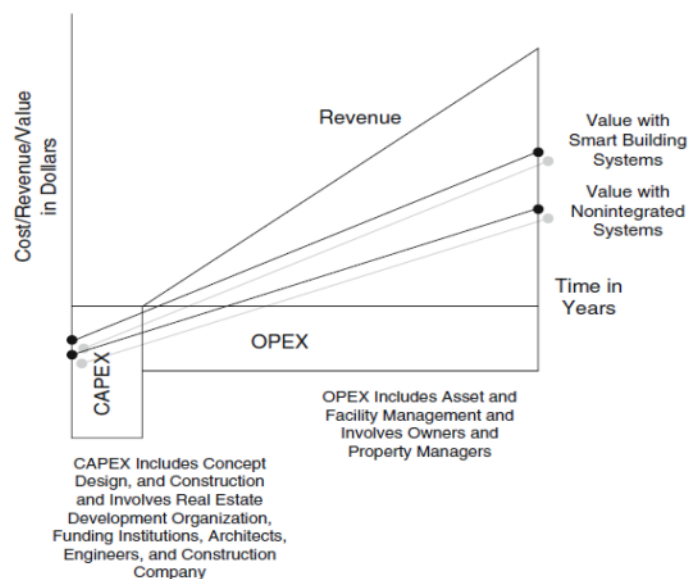 Cost/Revenue/Value
in Dollars
Revenue
Value with
Smart Building
Systems
Value with
Nonintegrated
Systems
Time in
Years
OPEX
CAPEX
OPEX Includes Asset and
Facility Management and
Involves Owners and
Property Managers
CAPEX Includes Concept
Design, and Construction
and Involves Real Estate
Development Organization,
Funding Institutions, Architects,
Engineers, and Construction
Company